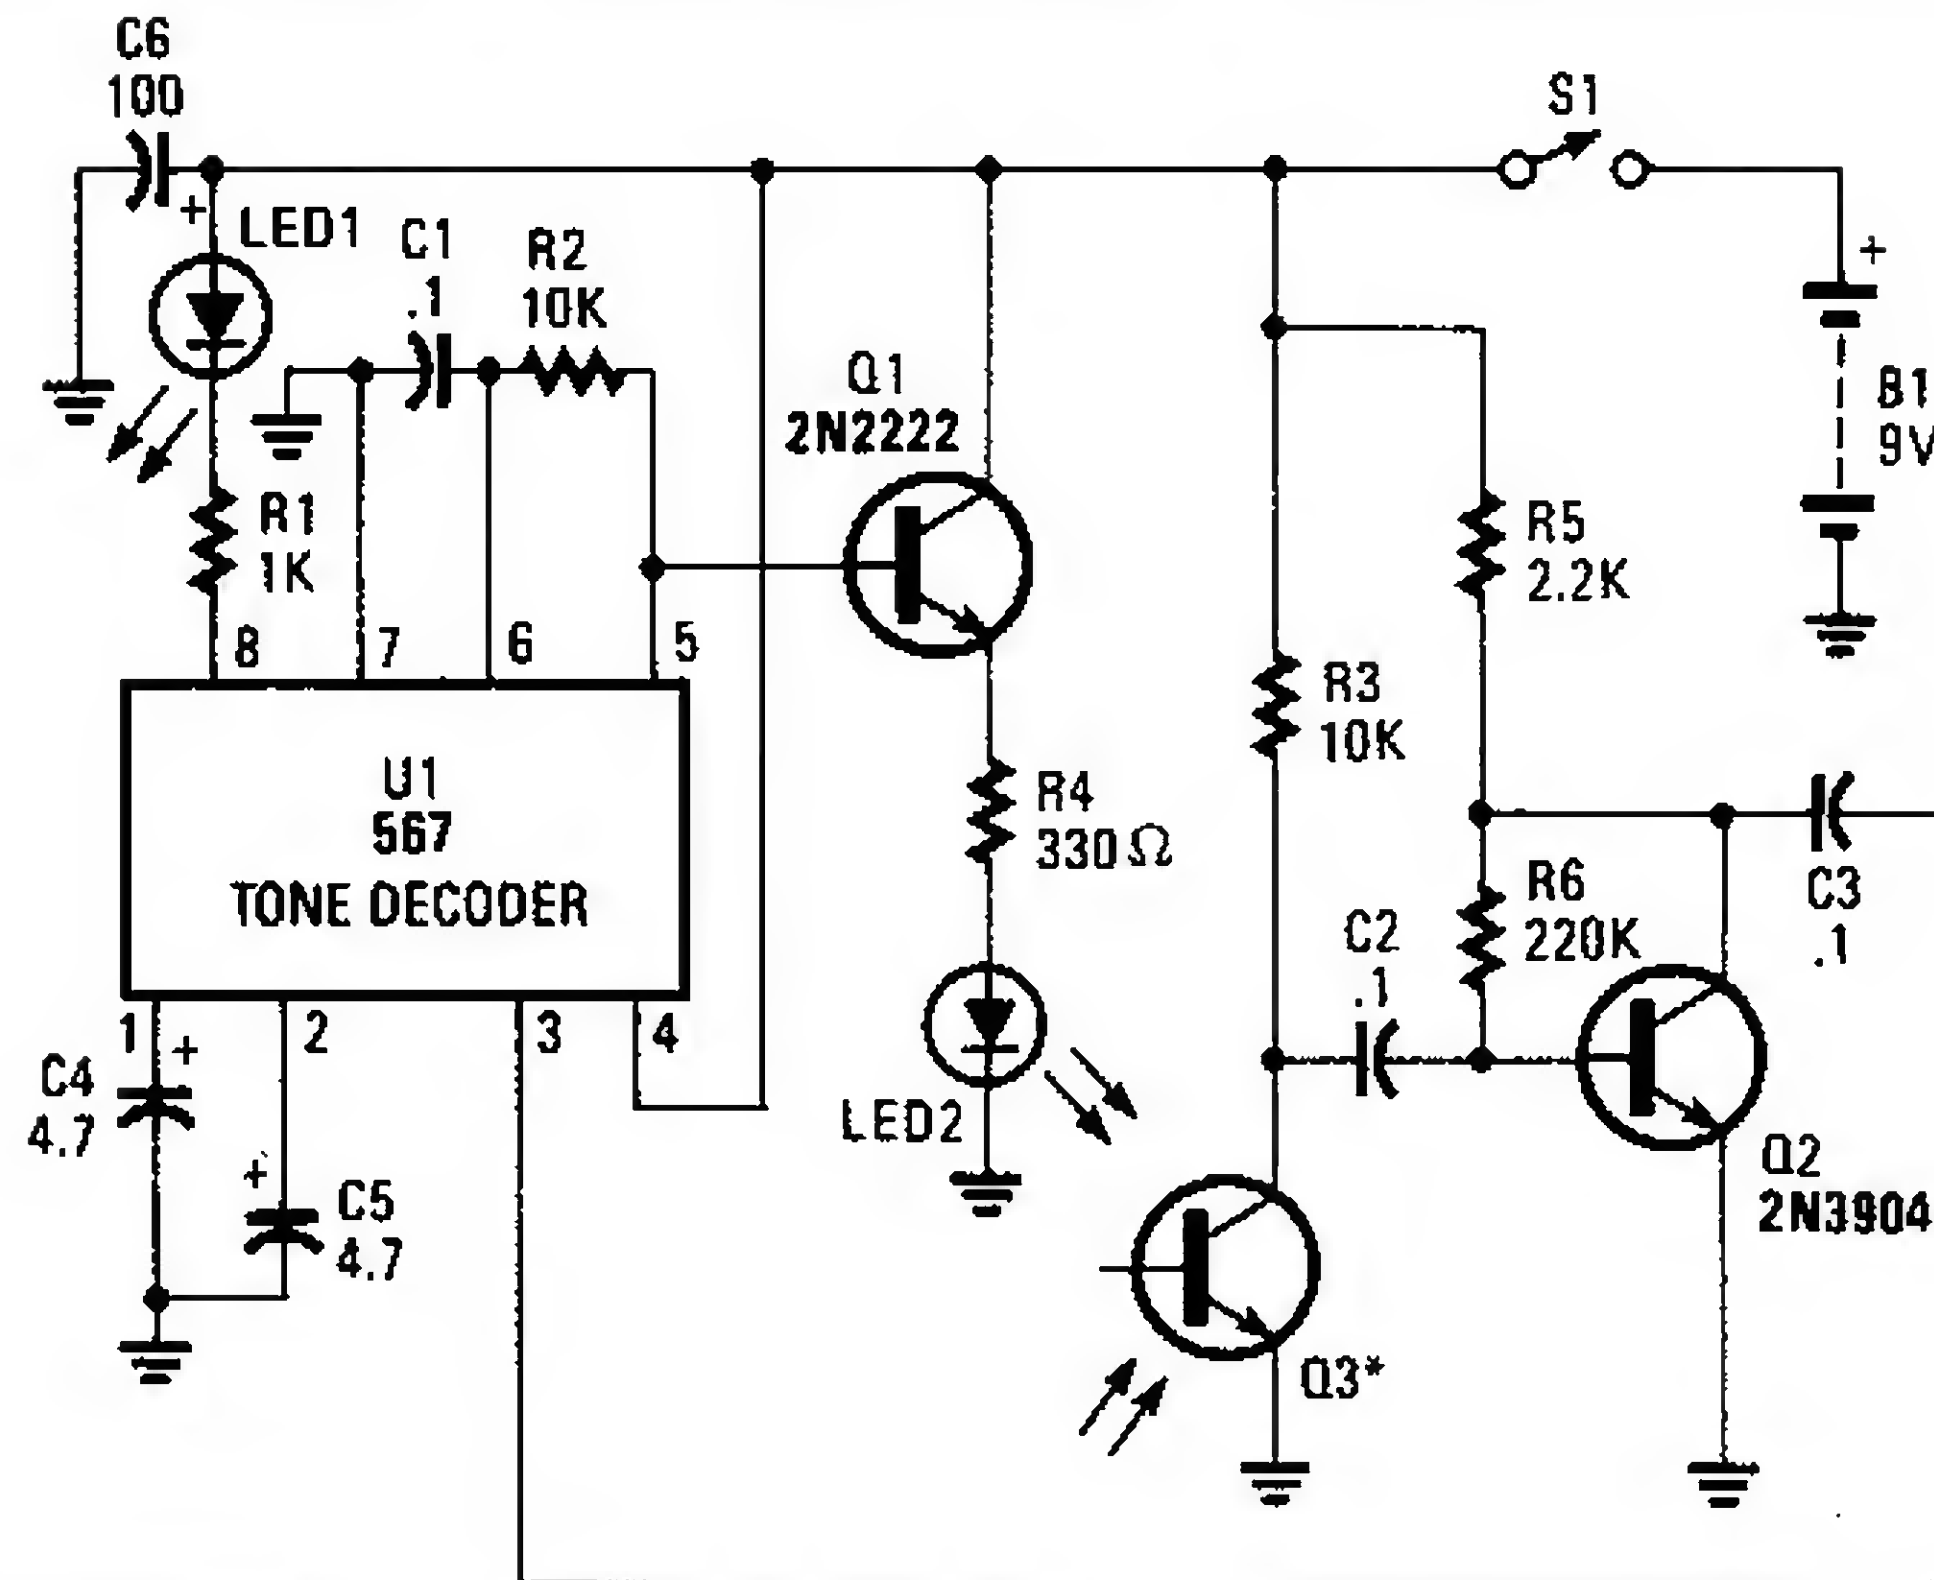 C6
100
+
LED1
C1
.1
R2
10K
S1
+
B1
9V
Q1
2N2222
R1
1K
R5
2.2K
8
7
6
5
R3
10K
U1
567
TONE DECODER
R4
330 Ω
C3
.1
R6
220K
C2
.1
1
+
2
3
4
C4
4.7
LED2
+
C5
4.7
Q2
2N3904
Q3*